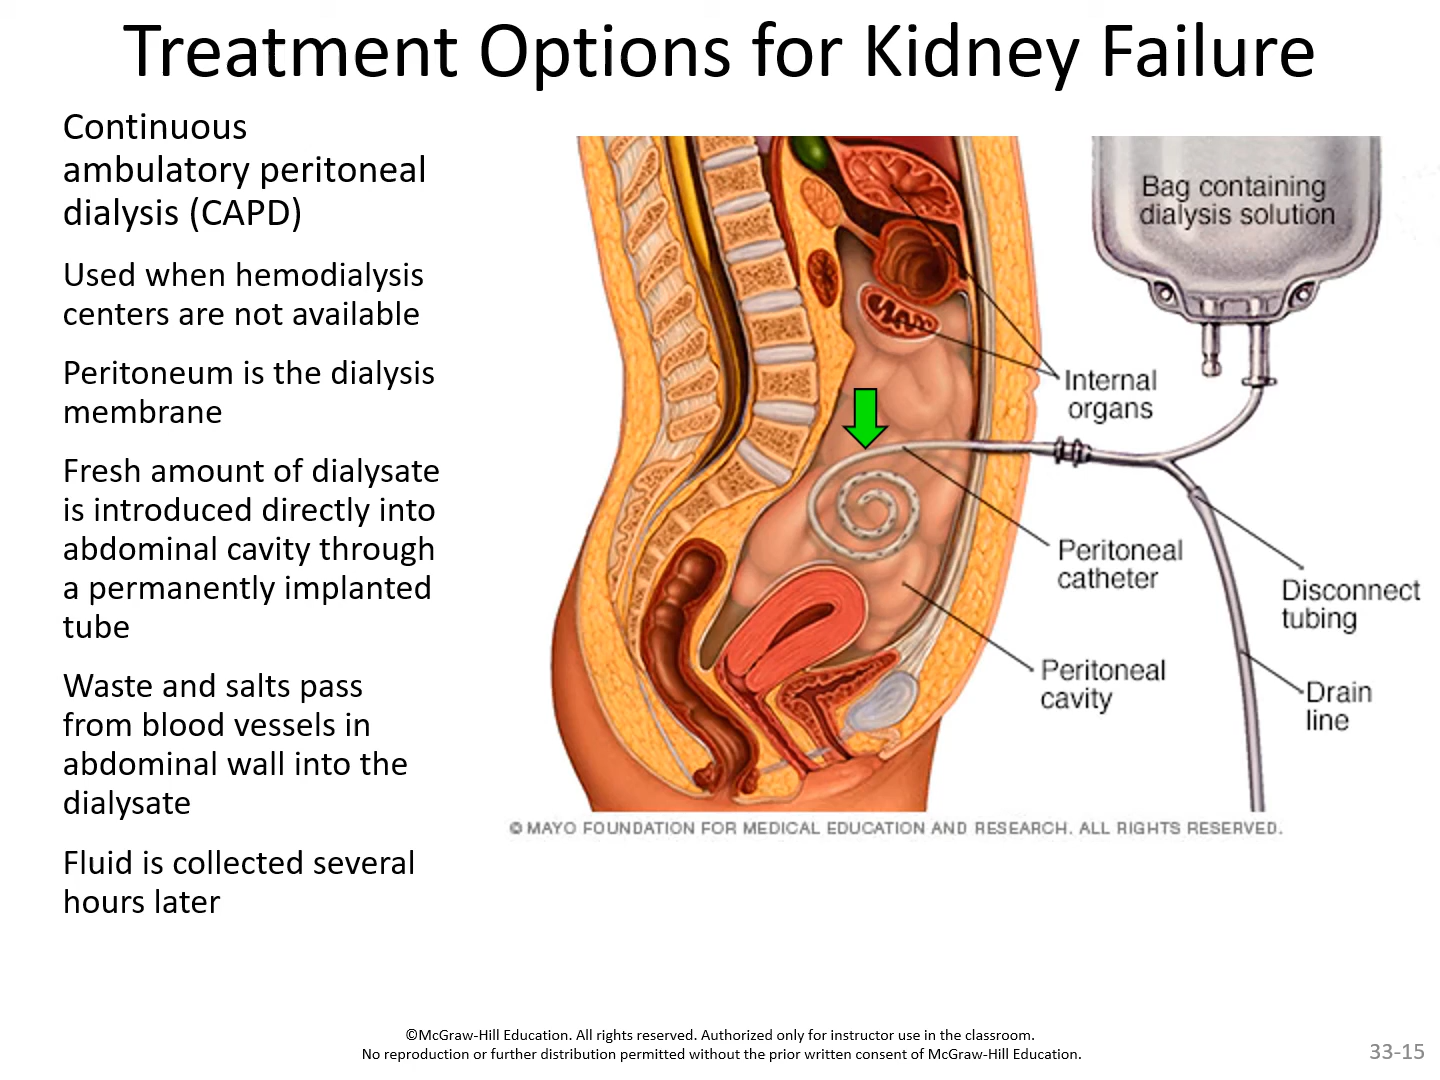 Treatment Options for Kidney Failure
Continuous
ambulatory peritoneal
dialysis (CAPD)
Used when hemodialysis
centers are not available
Peritoneum is the dialysis
membrane
Fresh amount of dialysate
is introduced directly into
abdominal cavity through
a permanently implanted
tube
Waste and salts pass
from blood vessels in
abdominal wall into the
dialysate
Fluid is collected several
hours later
Bag containing
dialysis solution
Internal
organs
Peritoneal
catheter
Disconnect
tubing
Peritoneal
cavity
Drain
line
© MAYO FOUNDATION FOR MEDICAL EDUCATION AND RESEARCH. ALL RIGHTS RESERVED.
©McGraw-Hill Education. All rights reserved. Authorized only for instructor use in the classroom.
No reproduction or further distribution permitted without the prior written consent of McGraw-Hill Education.
33-15